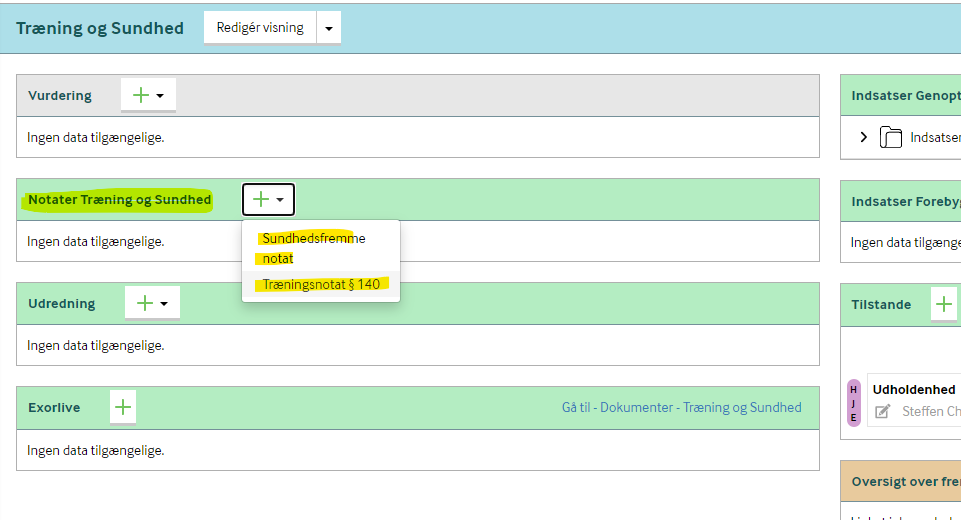 Træning og Sundhed
Redigér visning
Vurdering
Ingen data tilgængelige.
Notater Træning og Sundhed
Ingen data tilgængelige.
Sundhedsfremme
notat
Træningsnotat § 140
Udredning
Ingen data tilgængelige.
Exorlive
Gå til - Dokumenter - Træning og Sundhed
Ingen data tilgængelige.
Indsatser Genopt
Indsatser
Indsatser Foreby
Ingen data tilgænge
Tilstande
H
J
E
Udholdenhed
Steffen Ch
Oversigt over fre